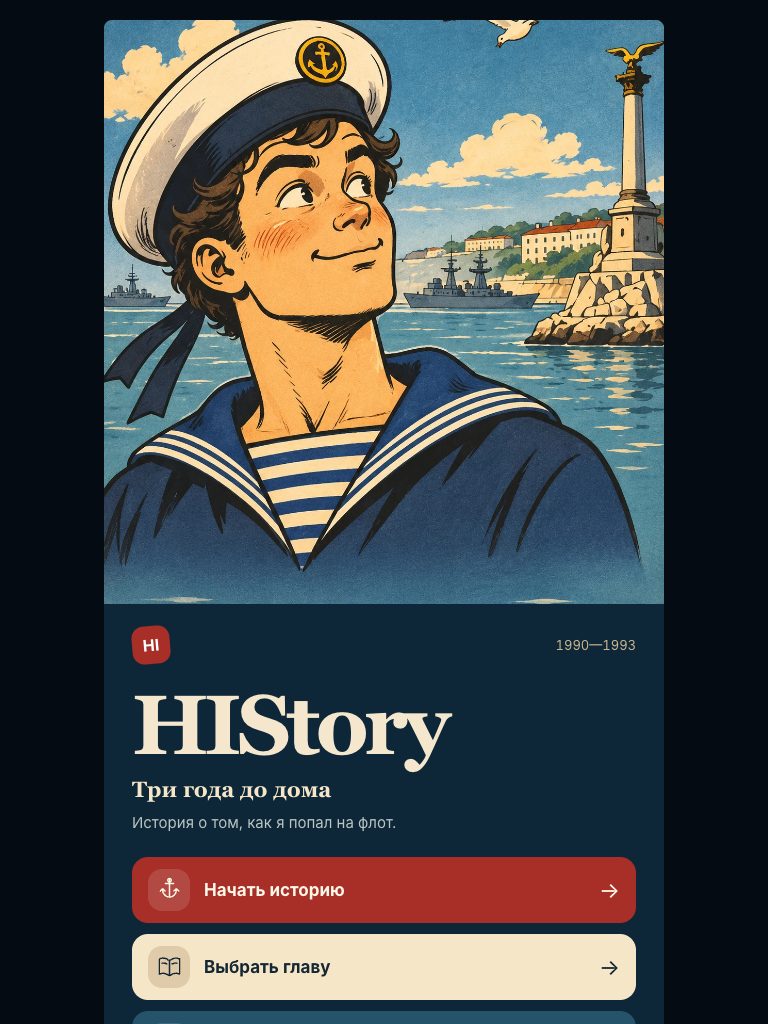 HI
1990—1993
HIStory
Три года до дома
История о том, как я попал на флот.
Начать историю
Выбрать главу